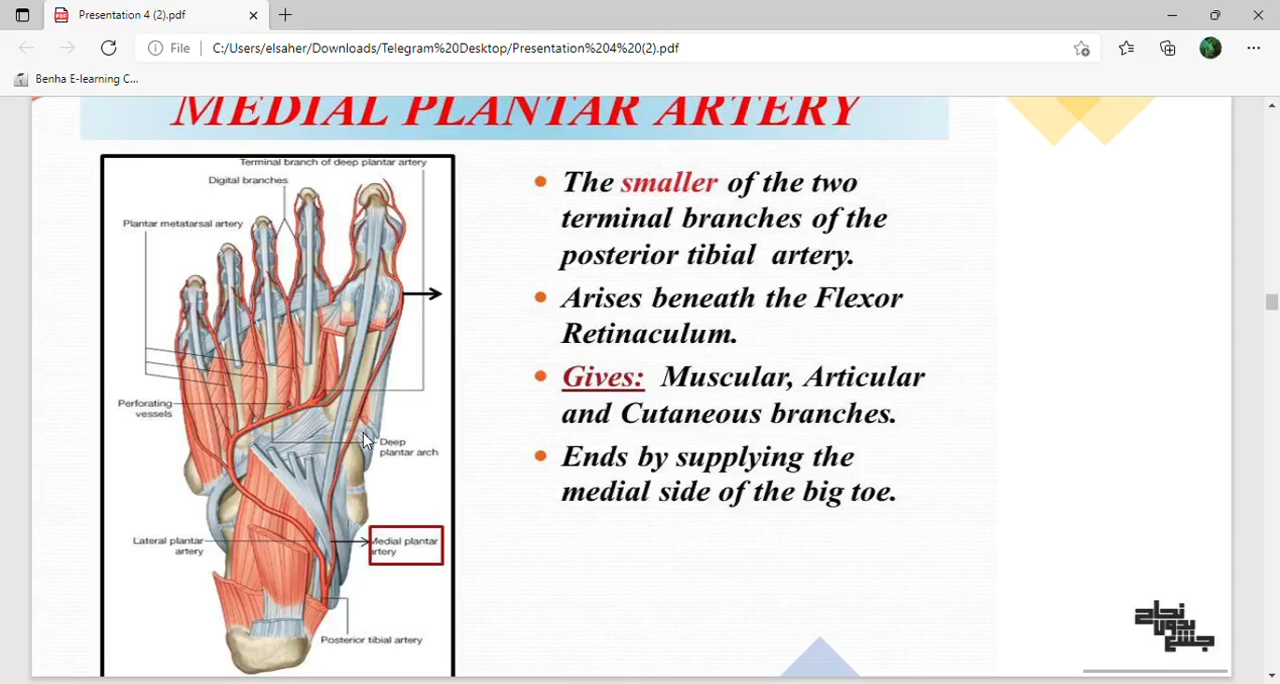 Presentation 4 (2).pdf
File
C:/Users/elsaher/Downloads/Telegram%20Desktop/Presentation%204%20(2).pdf
Benha E-learning C...
MEDIAL PLANTAR ARTERY
Terminal branch of deep plantar artery
Digital branches
Plantar metatarsal artery
Perforating
vessels
Deep
plantar arch
Lateral plantar
artery
Medial plantar
artery
Posterior tibial artery
• The smaller of the two
terminal branches of the
posterior tibial artery.
• Arises beneath the Flexor
Retinaculum.
• Gives: Muscular, Articular
and Cutaneous branches.
• Ends by supplying the
medial side of the big toe.
نجاح
بدون